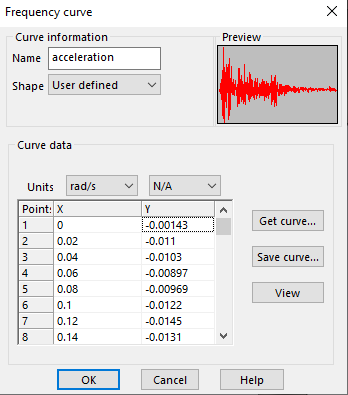 Frequency curve
Curve information
Preview
Name acceleration
Shape User defined
Curve data
Units rad/s N/A
Points X Y
1 0 -0.00143
2 0.02 -0.011
3 0.04 -0.0103
4 0.06 -0.00897
5 0.08 -0.00969
6 0.1 -0.0122
7 0.12 -0.0145
8 0.14 -0.0131
Get curve...
Save curve...
View
OK Cancel Help